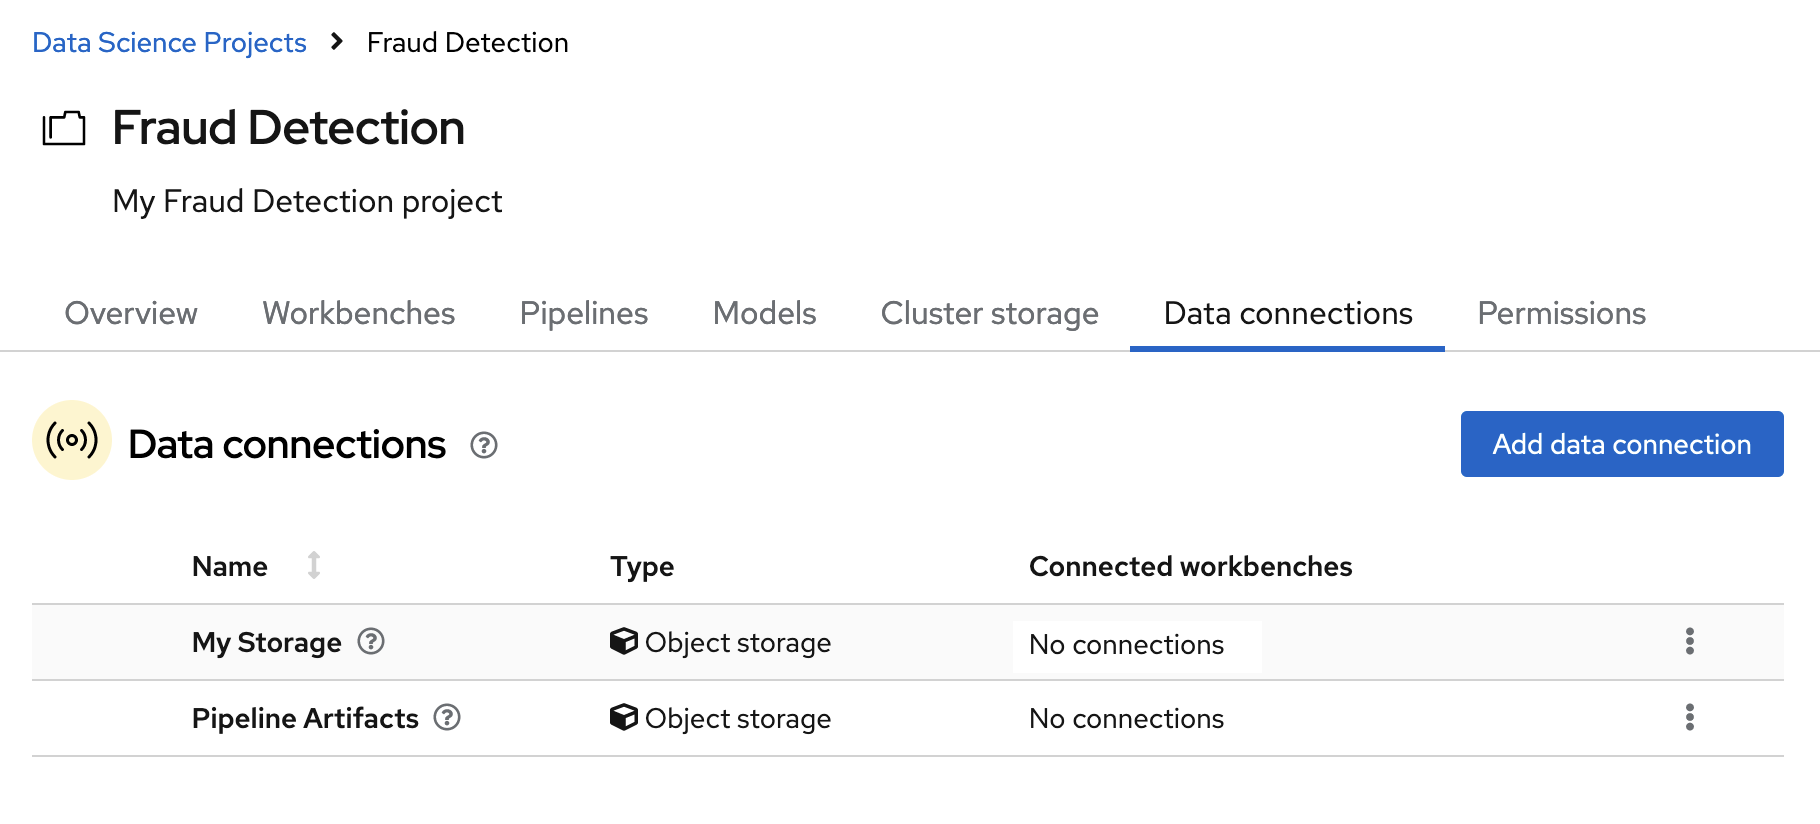 Data Science Projects > Fraud Detection
Fraud Detection
My Fraud Detection project
Overview Workbenches Pipelines Models Cluster storage Data connections Permissions
Data connections ? Add data connection
Name Type Connected workbenches
My Storage ? Object storage No connections
Pipeline Artifacts ? Object storage No connections